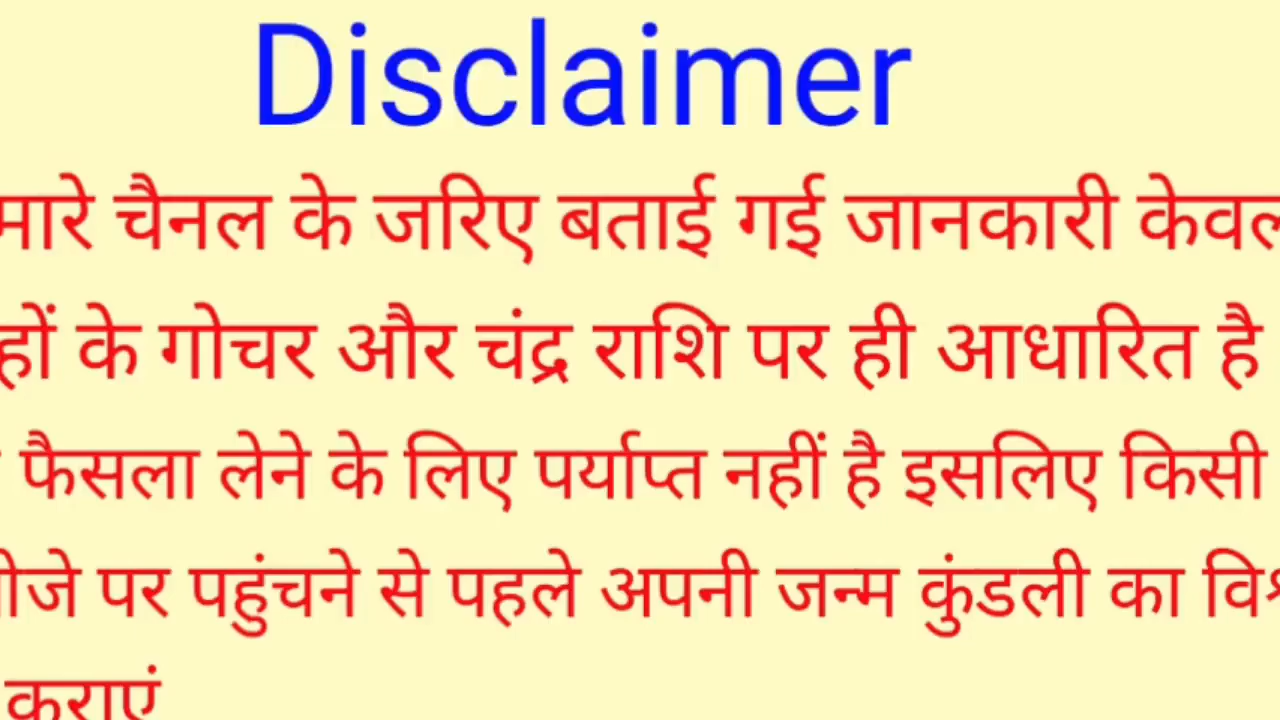 Disclaimer
मारे चैनल के जरिए बताई गई जानकारी केवल
हों के गोचर और चंद्र राशि पर ही आधारित है
फैसला लेने के लिए पर्याप्त नहीं है इसलिए किसी
ीजे पर पहुंचने से पहले अपनी जन्म कुंडली का विश्
कराएं